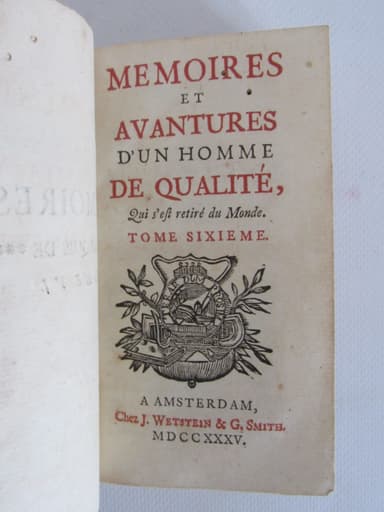 MEMOIRES
ET
AVANTURES
D'UN HOMME
DE QUALITÉ,
Qui s'est retiré du Monde.
TOME SIXIEME.
A AMSTERDAM,
Chez J. WETSTEIN & G. SMITH.
MDCCXXXV.